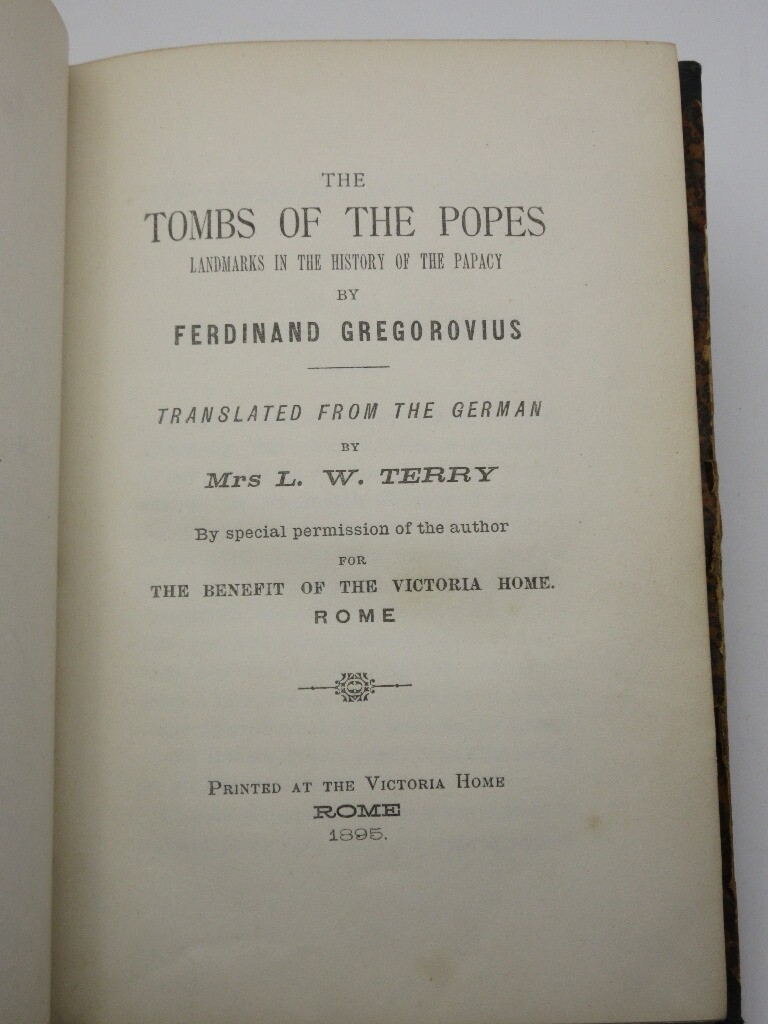 THE
TOMBS OF THE POPES
LANDMARKS IN THE HISTORY OF THE PAPACY
BY
FERDINAND GREGOROVIUS
TRANSLATED FROM THE GERMAN
BY
Mrs L. W. TERRY
By special permission of the author
FOR
THE BENEFIT OF THE VICTORIA HOME.
ROME
PRINTED AT THE VICTORIA HOME
ROME
1895.